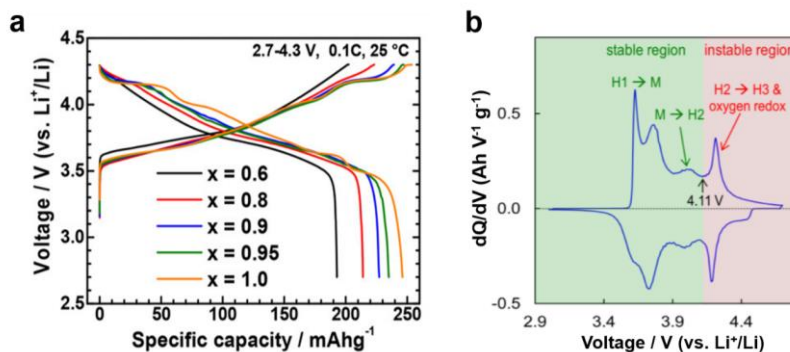 a
2.7-4.3 V, 0.1C, 25 °C
4.5
4.0
3.5
3.0
2.5
Voltage / V (vs. Li⁺/Li)
x = 0.6
x = 0.8
x = 0.9
x = 0.95
x = 1.0
0 50 100 150 200 250
Specific capacity / mAhg⁻¹
b
stable region
instable region
H1 → M
M → H2
H2 → H3 &
oxygen redox
4.11 V
0.5
0.0
-0.5
dQ/dV (Ah V⁻¹ g⁻¹)
2.9 3.4 3.9 4.4
Voltage / V (vs. Li⁺/Li)